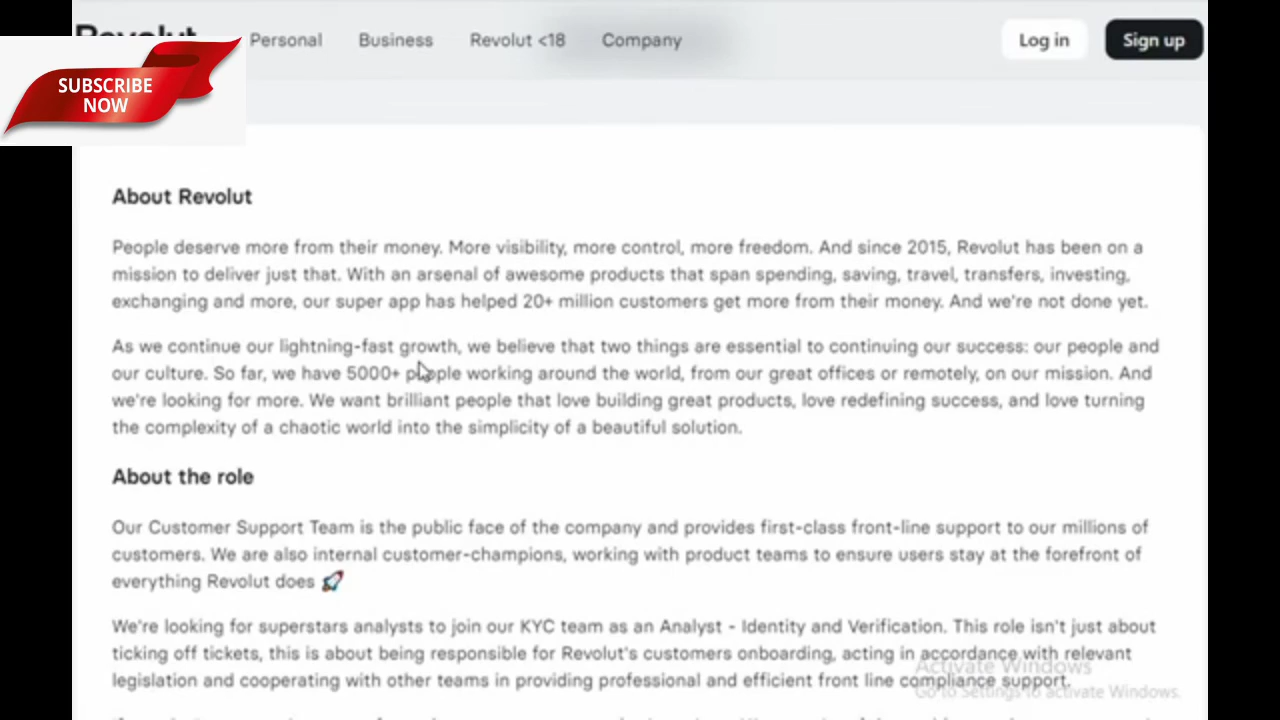 Revolut Personal Business Revolut <18 Company Log in Sign up
SUBSCRIBE
NOW
About Revolut
People deserve more from their money. More visibility, more control, more freedom. And since 2015, Revolut has been on a
mission to deliver just that. With an arsenal of awesome products that span spending, saving, travel, transfers, investing,
exchanging and more, our super app has helped 20+ million customers get more from their money. And we're not done yet.
As we continue our lightning-fast growth, we believe that two things are essential to continuing our success: our people and
our culture. So far, we have 5000+ people working around the world, from our great offices or remotely, on our mission. And
we're looking for more. We want brilliant people that love building great products, love redefining success, and love turning
the complexity of a chaotic world into the simplicity of a beautiful solution.
About the role
Our Customer Support Team is the public face of the company and provides first-class front-line support to our millions of
customers. We are also internal customer-champions, working with product teams to ensure users stay at the forefront of
everything Revolut does 🚀
We're looking for superstars analysts to join our KYC team as an Analyst - Identity and Verification. This role isn't just about
ticking off tickets, this is about being responsible for Revolut's customers onboarding, acting in accordance with relevant
legislation and cooperating with other teams in providing professional and efficient front line compliance support.
Activate Windows
Go to Settings to activate Windows.